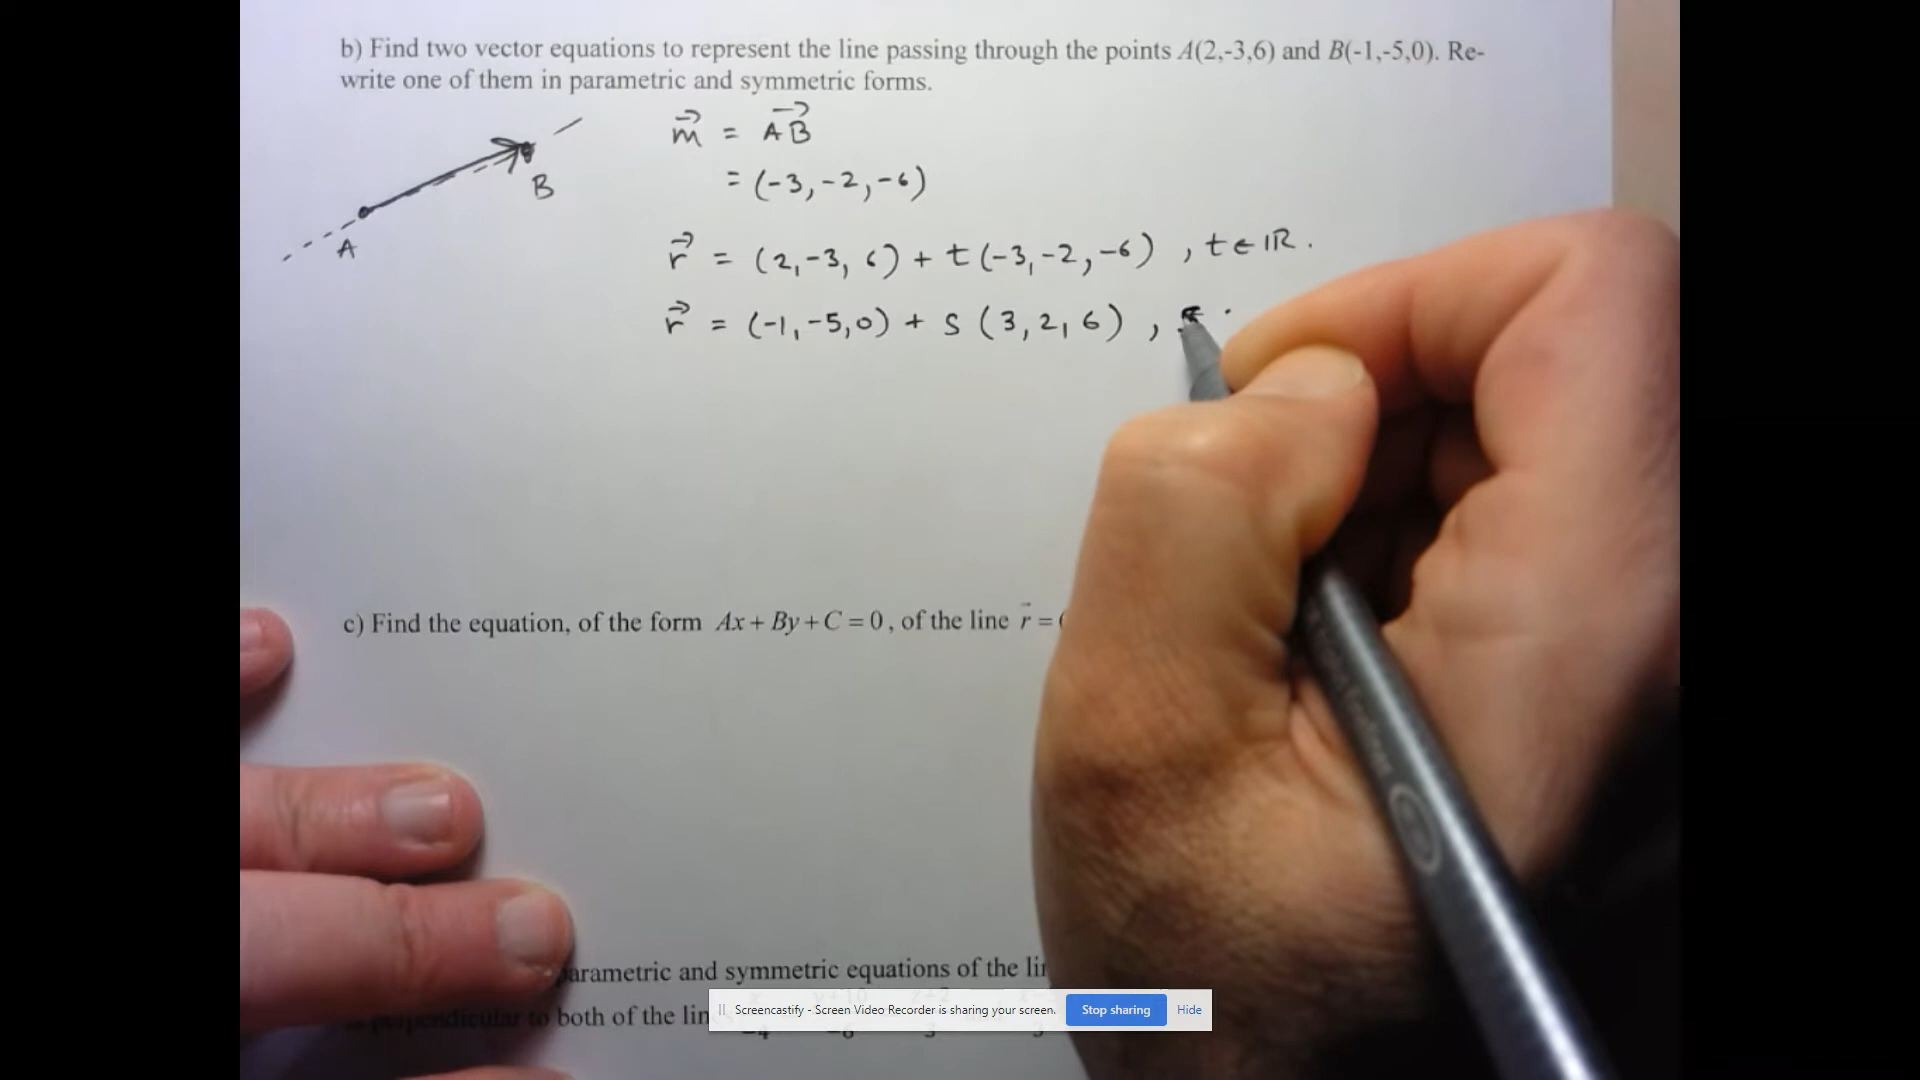 b) Find two vector equations to represent the line passing through the points A(2,-3,6) and B(-1,-5,0). Re-
write one of them in parametric and symmetric forms.
m⃗ = AB⃗
= (-3,-2,-6)
B
A
r⃗ = (2,-3,6) + t(-3,-2,-6) , t∈ℝ.
r⃗ = (-1,-5,0) + s(3,2,6) ,
c) Find the equation, of the form Ax + By + C = 0, of the line r⃗ = (
parametric and symmetric equations of the
perpendicular to both of the
Screencastify - Screen Video Recorder is sharing your screen. Stop sharing Hide